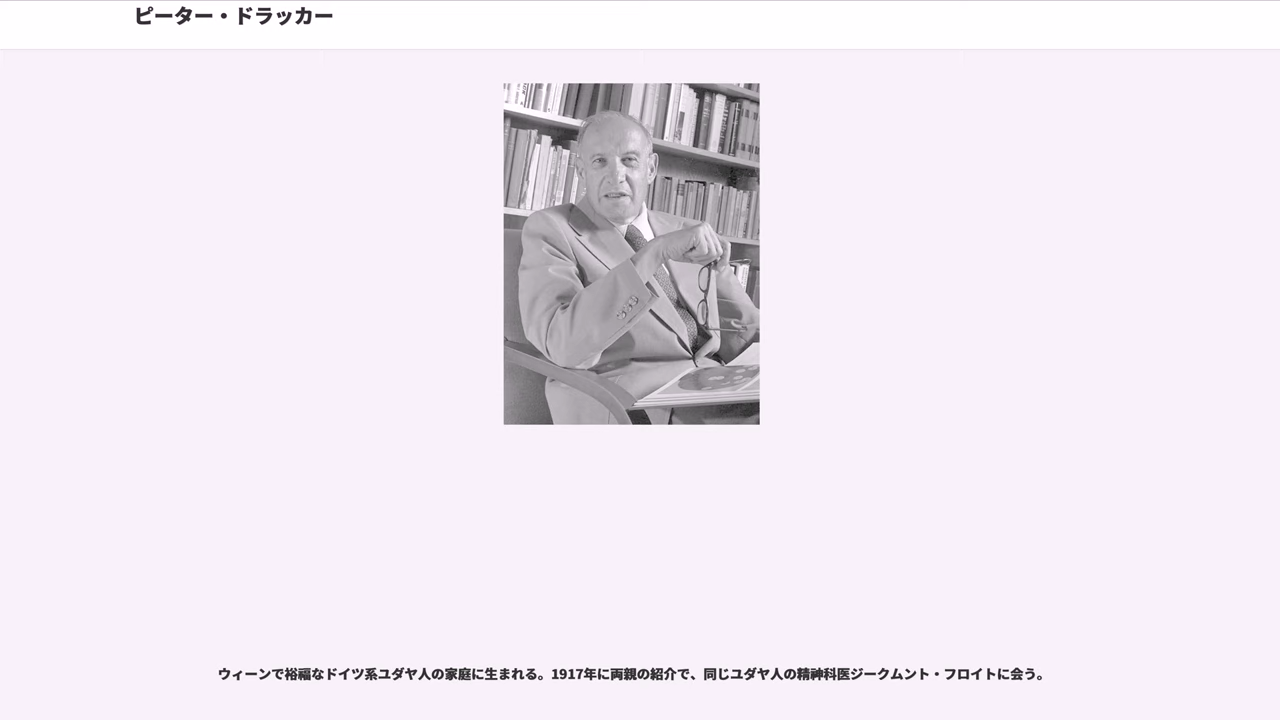 ピーター・ドラッカー
ウィーンで裕福なドイツ系ユダヤ人の家庭に生まれる。1917年に両親の紹介で、同じユダヤ人の精神科医ジークムント・フロイトに会う。